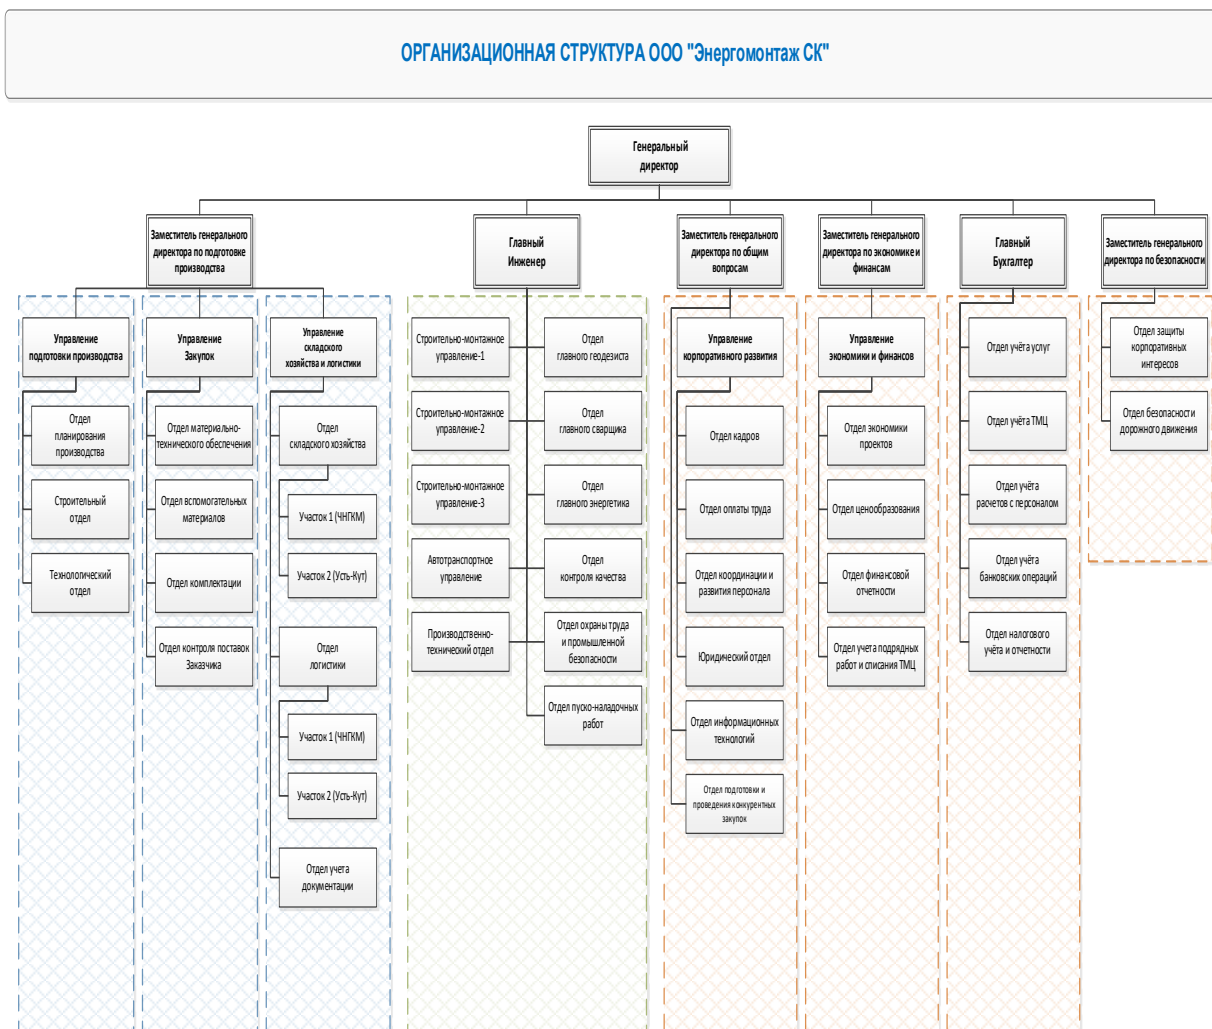 ОРГАНИЗАЦИОННАЯ СТРУКТУРА ООО "Энергомонтаж СК"
Генеральный
директор
Заместитель генерального
директора по подготовке
производства
Главный
Инженер
Заместитель генерального
директора по общим
вопросам
Заместитель генерального
директора по экономике и
финансам
Главный
Бухгалтер
Заместитель генерального
директора по безопасности
Управление
подготовки производства
Отдел
планирования
производства
Строительный
отдел
Технологический
отдел
Управление
Закупок
Отдел материально-
технического обеспечения
Отдел вспомогательных
материалов
Отдел комплектации
Отдел контроля поставок
Заказчика
Управление
складского
хозяйства и логистики
Отдел
складского хозяйства
Участок 1 (ЧНГКМ)
Участок 2 (Усть-Кут)
Отдел
логистики
Участок 1 (ЧНГКМ)
Участок 2 (Усть-Кут)
Отдел учета
документации
Строительно-монтажное
управление-1
Строительно-монтажное
управление-2
Строительно-монтажное
управление-3
Автотранспортное
управление
Производственно-
технический отдел
Отдел
главного геодезиста
Отдел
главного сварщика
Отдел
главного энергетика
Отдел
контроля качества
Отдел охраны труда
и промышленной
безопасности
Отдел пуско-наладочных
работ
Управление
корпоративного развития
Отдел кадров
Отдел оплаты труда
Отдел координации и
развития персонала
Юридический отдел
Отдел информационных
технологий
Отдел подготовки и
проведения конкурентных
закупок
Управление
экономики и финансов
Отдел экономики
проектов
Отдел ценообразования
Отдел финансовой
отчетности
Отдел учета подрядных
работ и списания ТМЦ
Отдел учёта услуг
Отдел учёта ТМЦ
Отдел учёта
расчетов с персоналом
Отдел учёта
банковских операций
Отдел налогового
учёта и отчетности
Отдел защиты
корпоративных
интересов
Отдел безопасности
дорожного движения